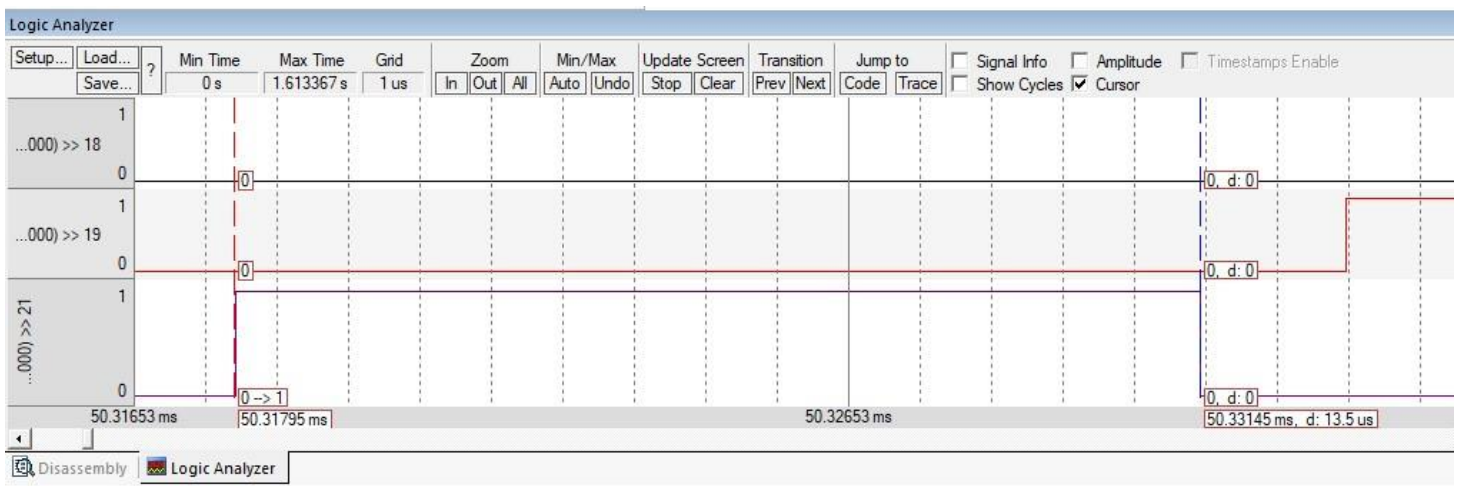 Logic Analyzer
Setup... Load... ? Min Time Max Time Grid Zoom Min/Max Update Screen Transition Jump to Signal Info Amplitude Timestamps Enable
Save... 0 s 1.613367 s 1 us In Out All Auto Undo Stop Clear Prev Next Code Trace Show Cycles Cursor
1
...000) >> 18
0 0 0, d: 0
1
...000) >> 19
0 0 0, d: 0
1
...000) >> 21
0 0 --> 1 0, d: 0
50.31653 ms 50.31795 ms 50.32653 ms 50.33145 ms, d: 13.5 us
Disassembly Logic Analyzer